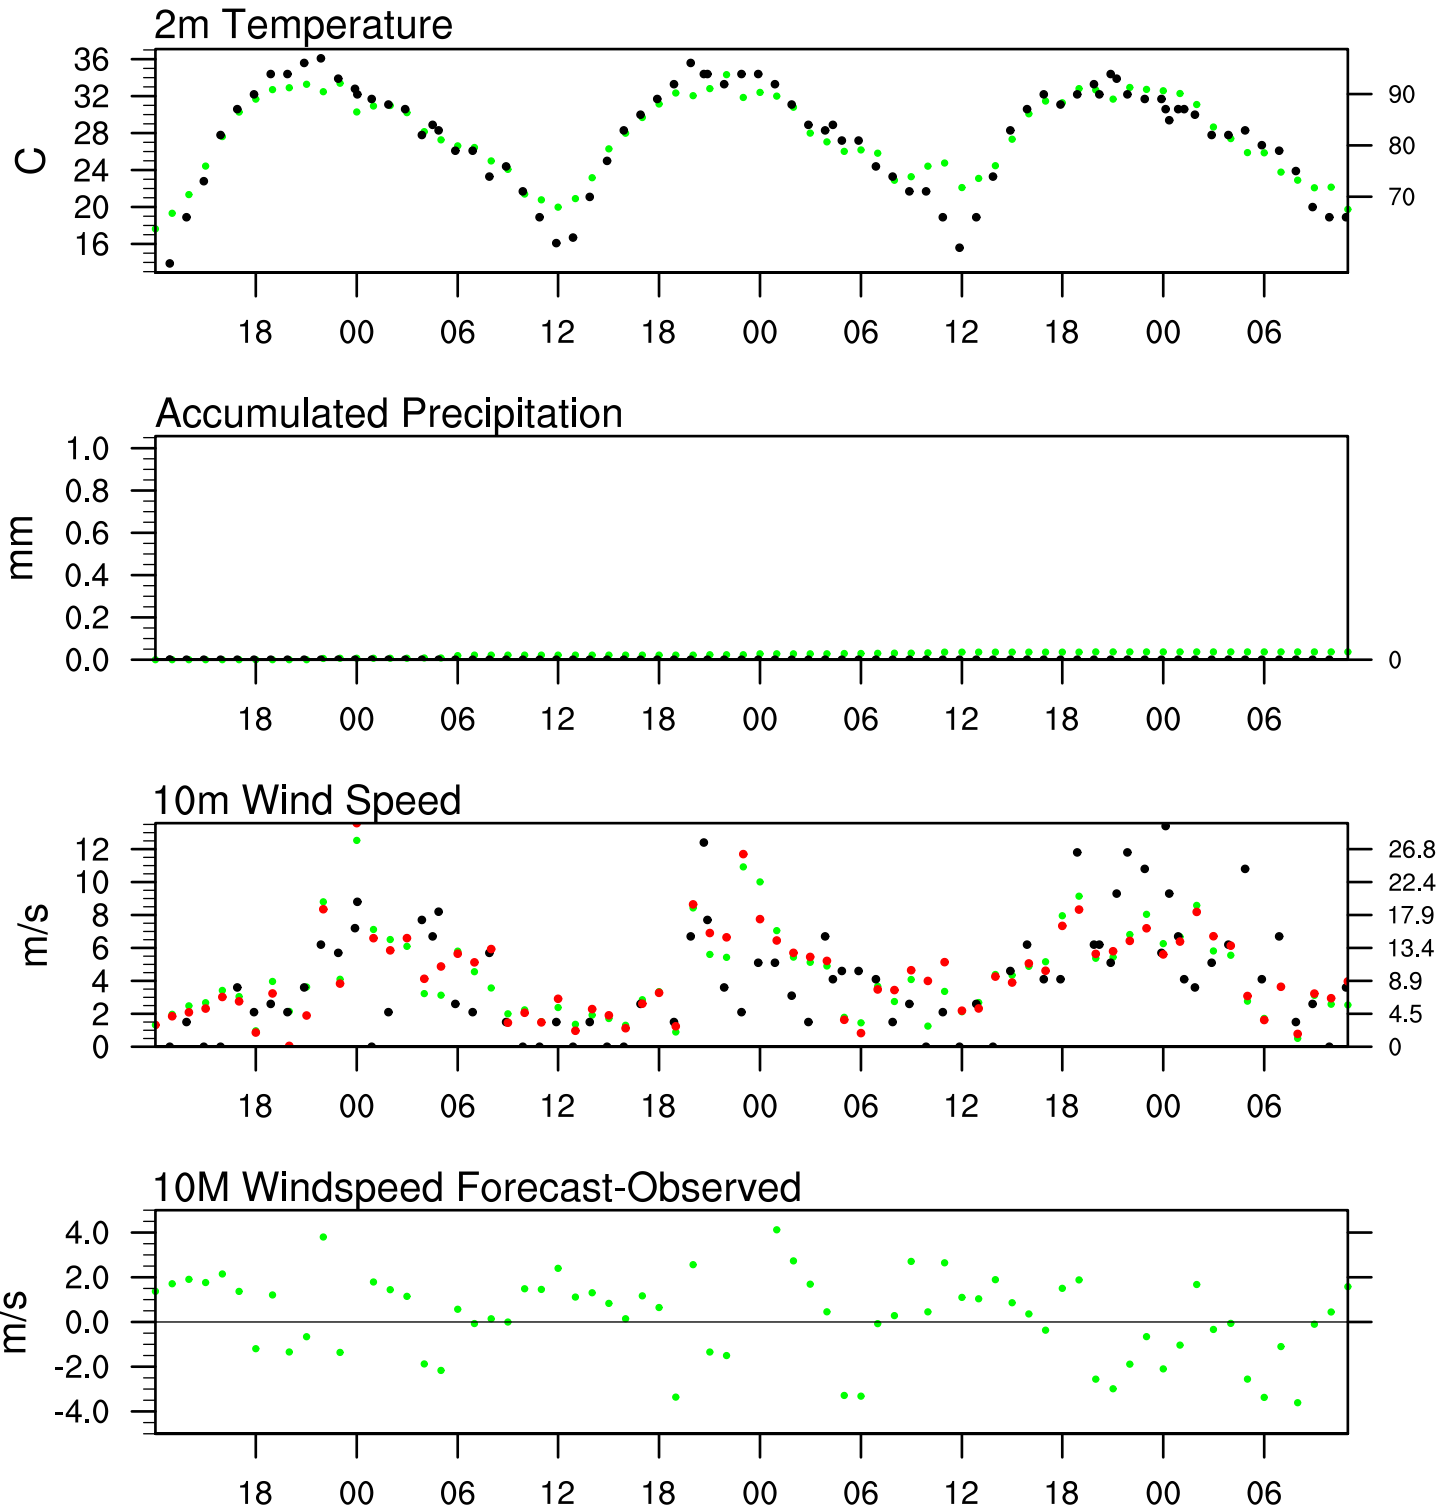 2m Temperature
36
32
28
24
20
16
C
90
80
70
18 00 06 12 18 00 06 12 18 00 06
Accumulated Precipitation
1.0
0.8
0.6
0.4
0.2
0.0
mm
0
18 00 06 12 18 00 06 12 18 00 06
10m Wind Speed
12
10
8
6
4
2
0
m/s
26.8
22.4
17.9
13.4
8.9
4.5
0
18 00 06 12 18 00 06 12 18 00 06
10M Windspeed Forecast-Observed
4.0
2.0
0.0
-2.0
-4.0
m/s
18 00 06 12 18 00 06 12 18 00 06